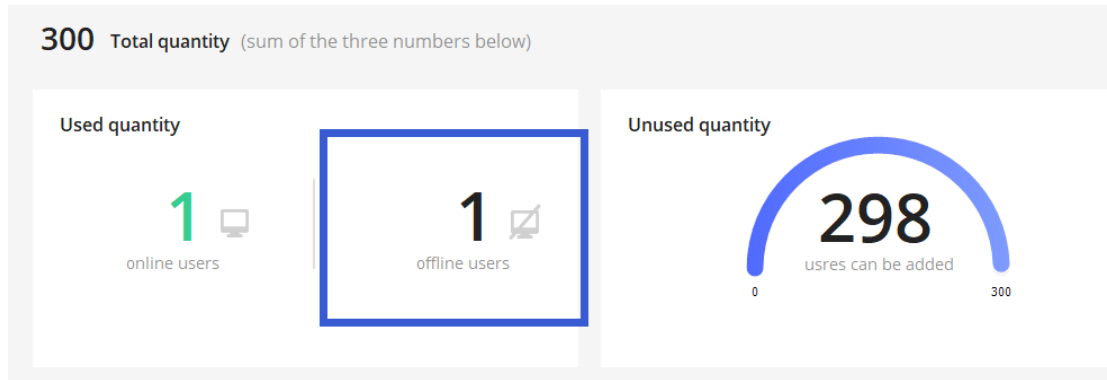 300 Total quantity (sum of the three numbers below)
Used quantity
1
online users
1
offline users
Unused quantity
298
usres can be added
0
300